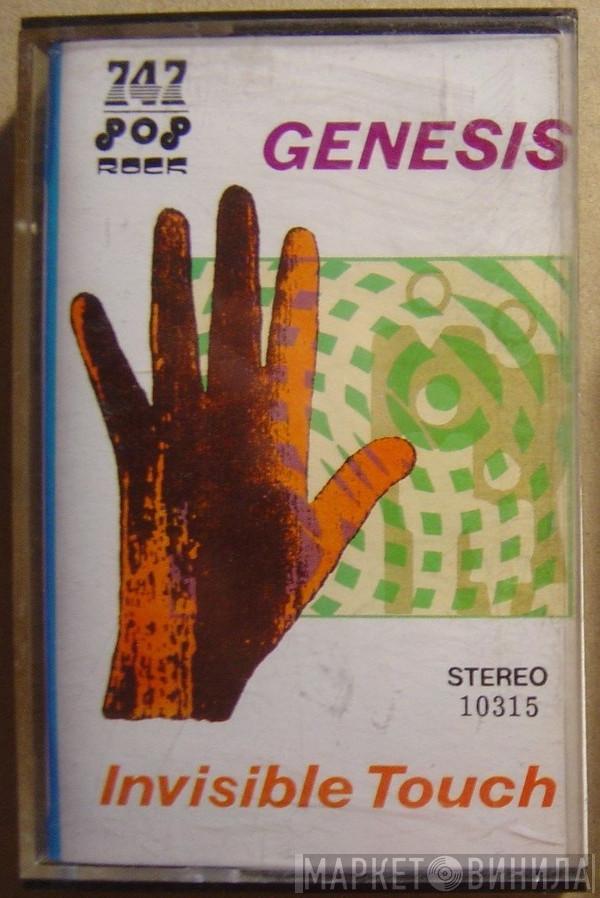 747
POP
ROCK
GENESIS
STEREO
10315
Invisible Touch
МАРКЕТ ВИНИЛА